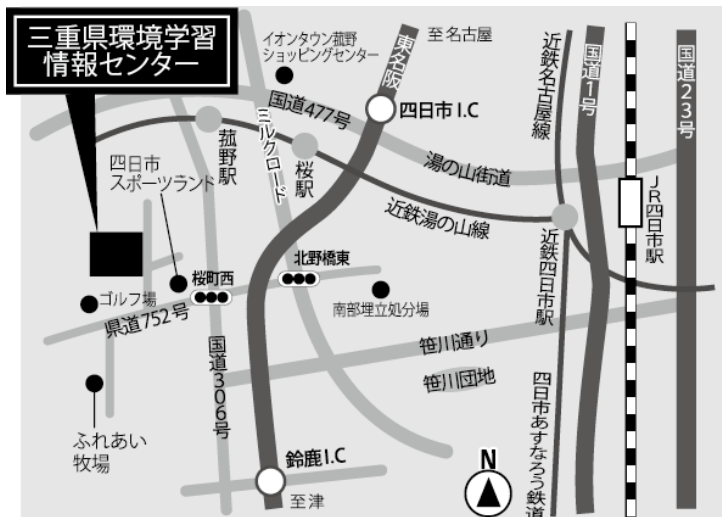 三重県環境学習
情報センター
イオンタウン菰野
ショッピングセンター
東名阪
至名古屋
近鉄名古屋線
国道1号
国道23号
国道477号
四日市I.C
湯の山街道
菰野駅
ミルクロード
桜駅
四日市
スポーツランド
近鉄湯の山線
近鉄四日市駅
JR四日市駅
桜町西
北野橋東
南部埋立処分場
ゴルフ場
県道752号
国道306号
笹川通り
笹川団地
四日市あすなろう鉄道
ふれあい
牧場
鈴鹿I.C
至津
N